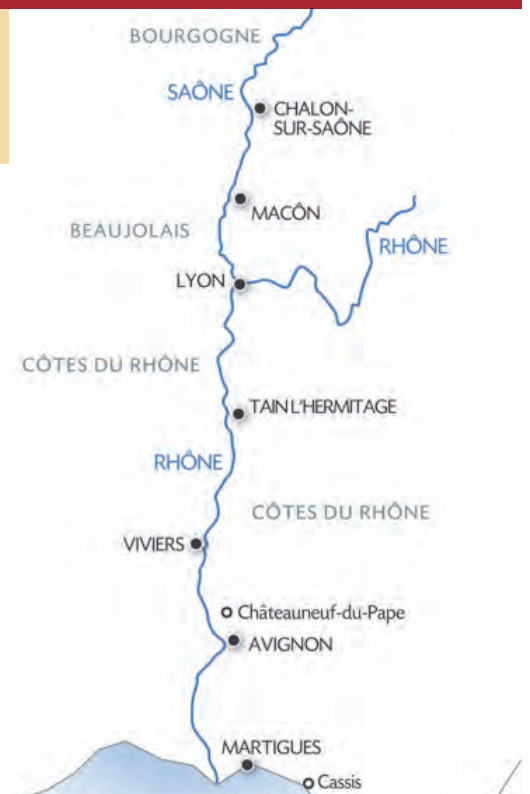 BOURGOGNE
SAÔNE
CHALON-
SUR-SAÔNE
MACÔN
BEAUJOLAIS
RHÔNE
LYON
CÔTES DU RHÔNE
TAIN L'HERMITAGE
RHÔNE
CÔTES DU RHÔNE
VIVIERS
Châteauneuf-du-Pape
AVIGNON
MARTIGUES
Cassis